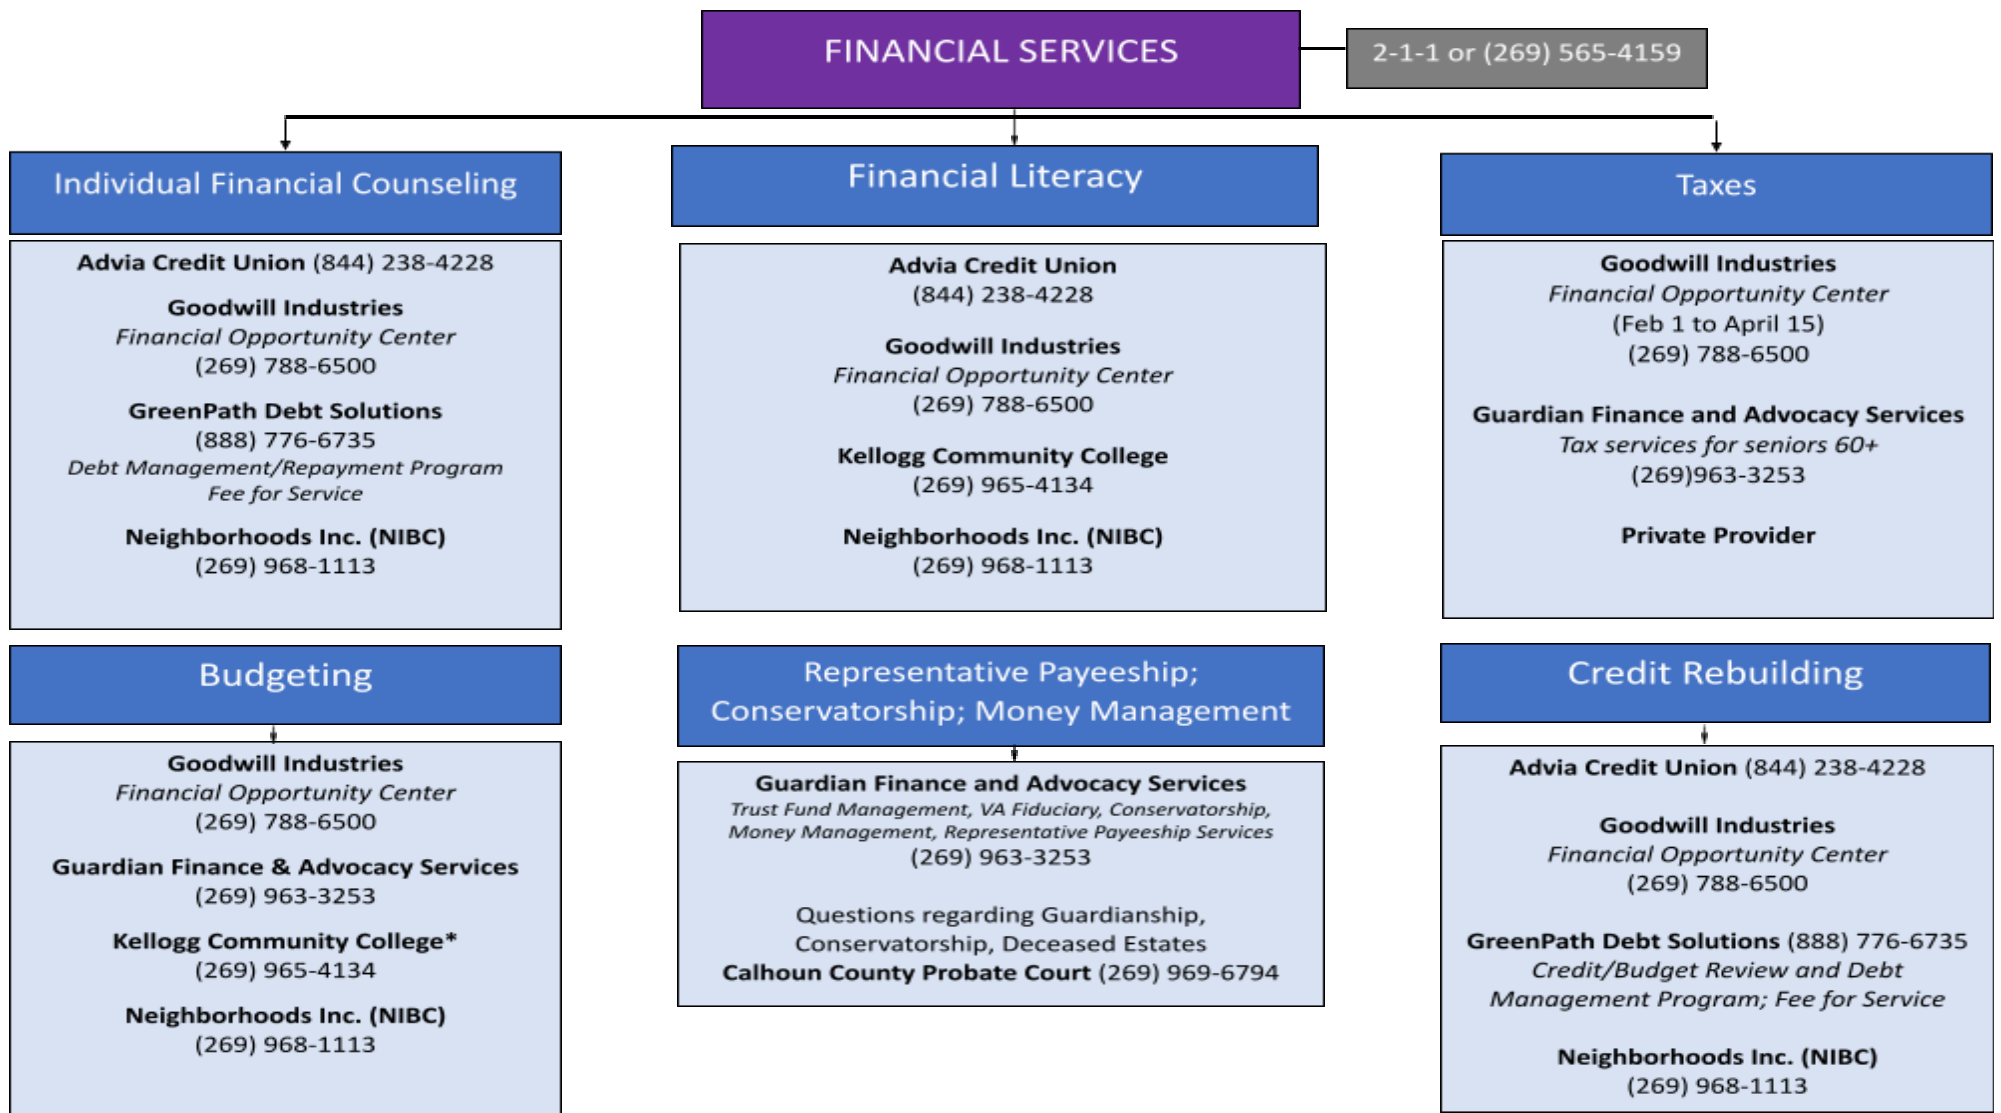 FINANCIAL SERVICES
2-1-1 or (269) 565-4159
Individual Financial Counseling
Advia Credit Union (844) 238-4228
Goodwill Industries
Financial Opportunity Center
(269) 788-6500
GreenPath Debt Solutions
(888) 776-6735
Debt Management/Repayment Program
Fee for Service
Neighborhoods Inc. (NIBC)
(269) 968-1113
Financial Literacy
Advia Credit Union
(844) 238-4228
Goodwill Industries
Financial Opportunity Center
(269) 788-6500
Kellogg Community College
(269) 965-4134
Neighborhoods Inc. (NIBC)
(269) 968-1113
Taxes
Goodwill Industries
Financial Opportunity Center
(Feb 1 to April 15)
(269) 788-6500
Guardian Finance and Advocacy Services
Tax services for seniors 60+
(269)963-3253
Private Provider
Budgeting
Goodwill Industries
Financial Opportunity Center
(269) 788-6500
Guardian Finance & Advocacy Services
(269) 963-3253
Kellogg Community College*
(269) 965-4134
Neighborhoods Inc. (NIBC)
(269) 968-1113
Representative Payeeship;
Conservatorship; Money Management
Guardian Finance and Advocacy Services
Trust Fund Management, VA Fiduciary, Conservatorship,
Money Management, Representative Payeeship Services
(269) 963-3253
Questions regarding Guardianship,
Conservatorship, Deceased Estates
Calhoun County Probate Court (269) 969-6794
Credit Rebuilding
Advia Credit Union (844) 238-4228
Goodwill Industries
Financial Opportunity Center
(269) 788-6500
GreenPath Debt Solutions (888) 776-6735
Credit/Budget Review and Debt
Management Program; Fee for Service
Neighborhoods Inc. (NIBC)
(269) 968-1113